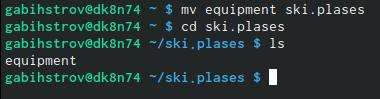 gabihstrov@dk8n74 ~ $ mv equipment ski.plases
gabihstrov@dk8n74 ~ $ cd ski.plases
gabihstrov@dk8n74 ~/ski.plases $ ls
equipment
gabihstrov@dk8n74 ~/ski.plases $